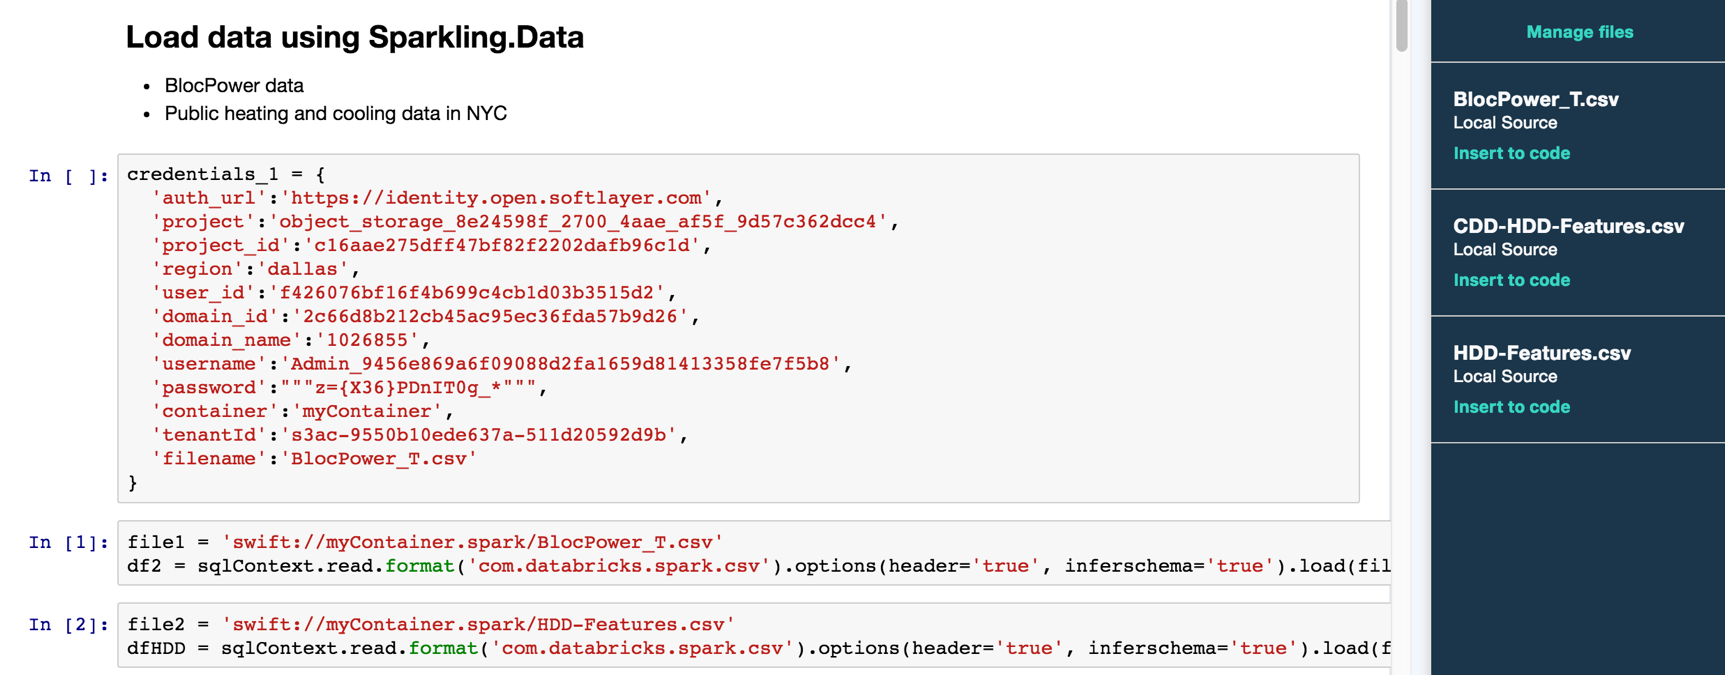 Load data using Sparkling.Data
• BlocPower data
• Public heating and cooling data in NYC
In [ ]:
credentials_1 = {
'auth_url':'https://identity.open.softlayer.com',
'project':'object_storage_8e24598f_2700_4aae_af5f_9d57c362dcc4',
'project_id':'c16aae275dff47bf82f2202dafb96c1d',
'region':'dallas',
'user_id':'f426076bf16f4b699c4cb1d03b3515d2',
'domain_id':'2c66d8b212cb45ac95ec36fda57b9d26',
'domain_name':'1026855',
'username':'Admin_9456e869a6f09088d2fa1659d81413358fe7f5b8',
'password':"""z={X36}PDnIT0g_*""",
'container':'myContainer',
'tenantId':'s3ac-9550b10ede637a-511d20592d9b',
'filename':'BlocPower_T.csv'
}
In [1]:
file1 = 'swift://myContainer.spark/BlocPower_T.csv'
df2 = sqlContext.read.format('com.databricks.spark.csv').options(header='true', inferschema='true').load(fil
In [2]:
file2 = 'swift://myContainer.spark/HDD-Features.csv'
dfHDD = sqlContext.read.format('com.databricks.spark.csv').options(header='true', inferschema='true').load(f
Manage files
BlocPower_T.csv
Local Source
Insert to code
CDD-HDD-Features.csv
Local Source
Insert to code
HDD-Features.csv
Local Source
Insert to code